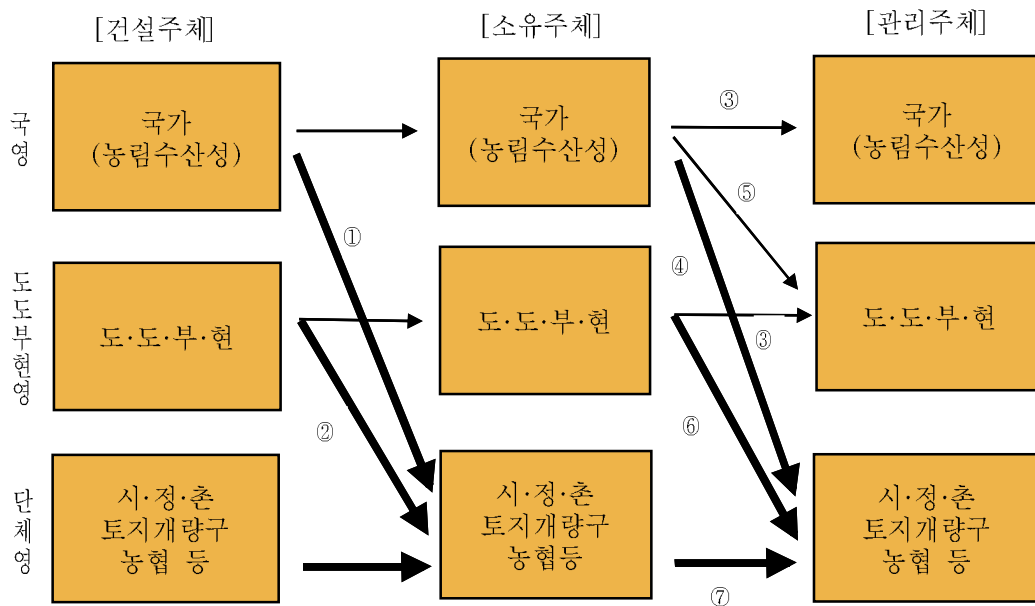 [건설주체]
[소유주체]
[관리주체]
국영
국가
(농림수산성)
국가
(농림수산성)
③
국가
(농림수산성)
⑤
①
④
도도부현영
도·도·부·현
도·도·부·현
③
도·도·부·현
②
⑥
단체영
시·정·촌
토지개량구
농협 등
시·정·촌
토지개량구
농협등
⑦
시·정·촌
토지개량구
농협 등